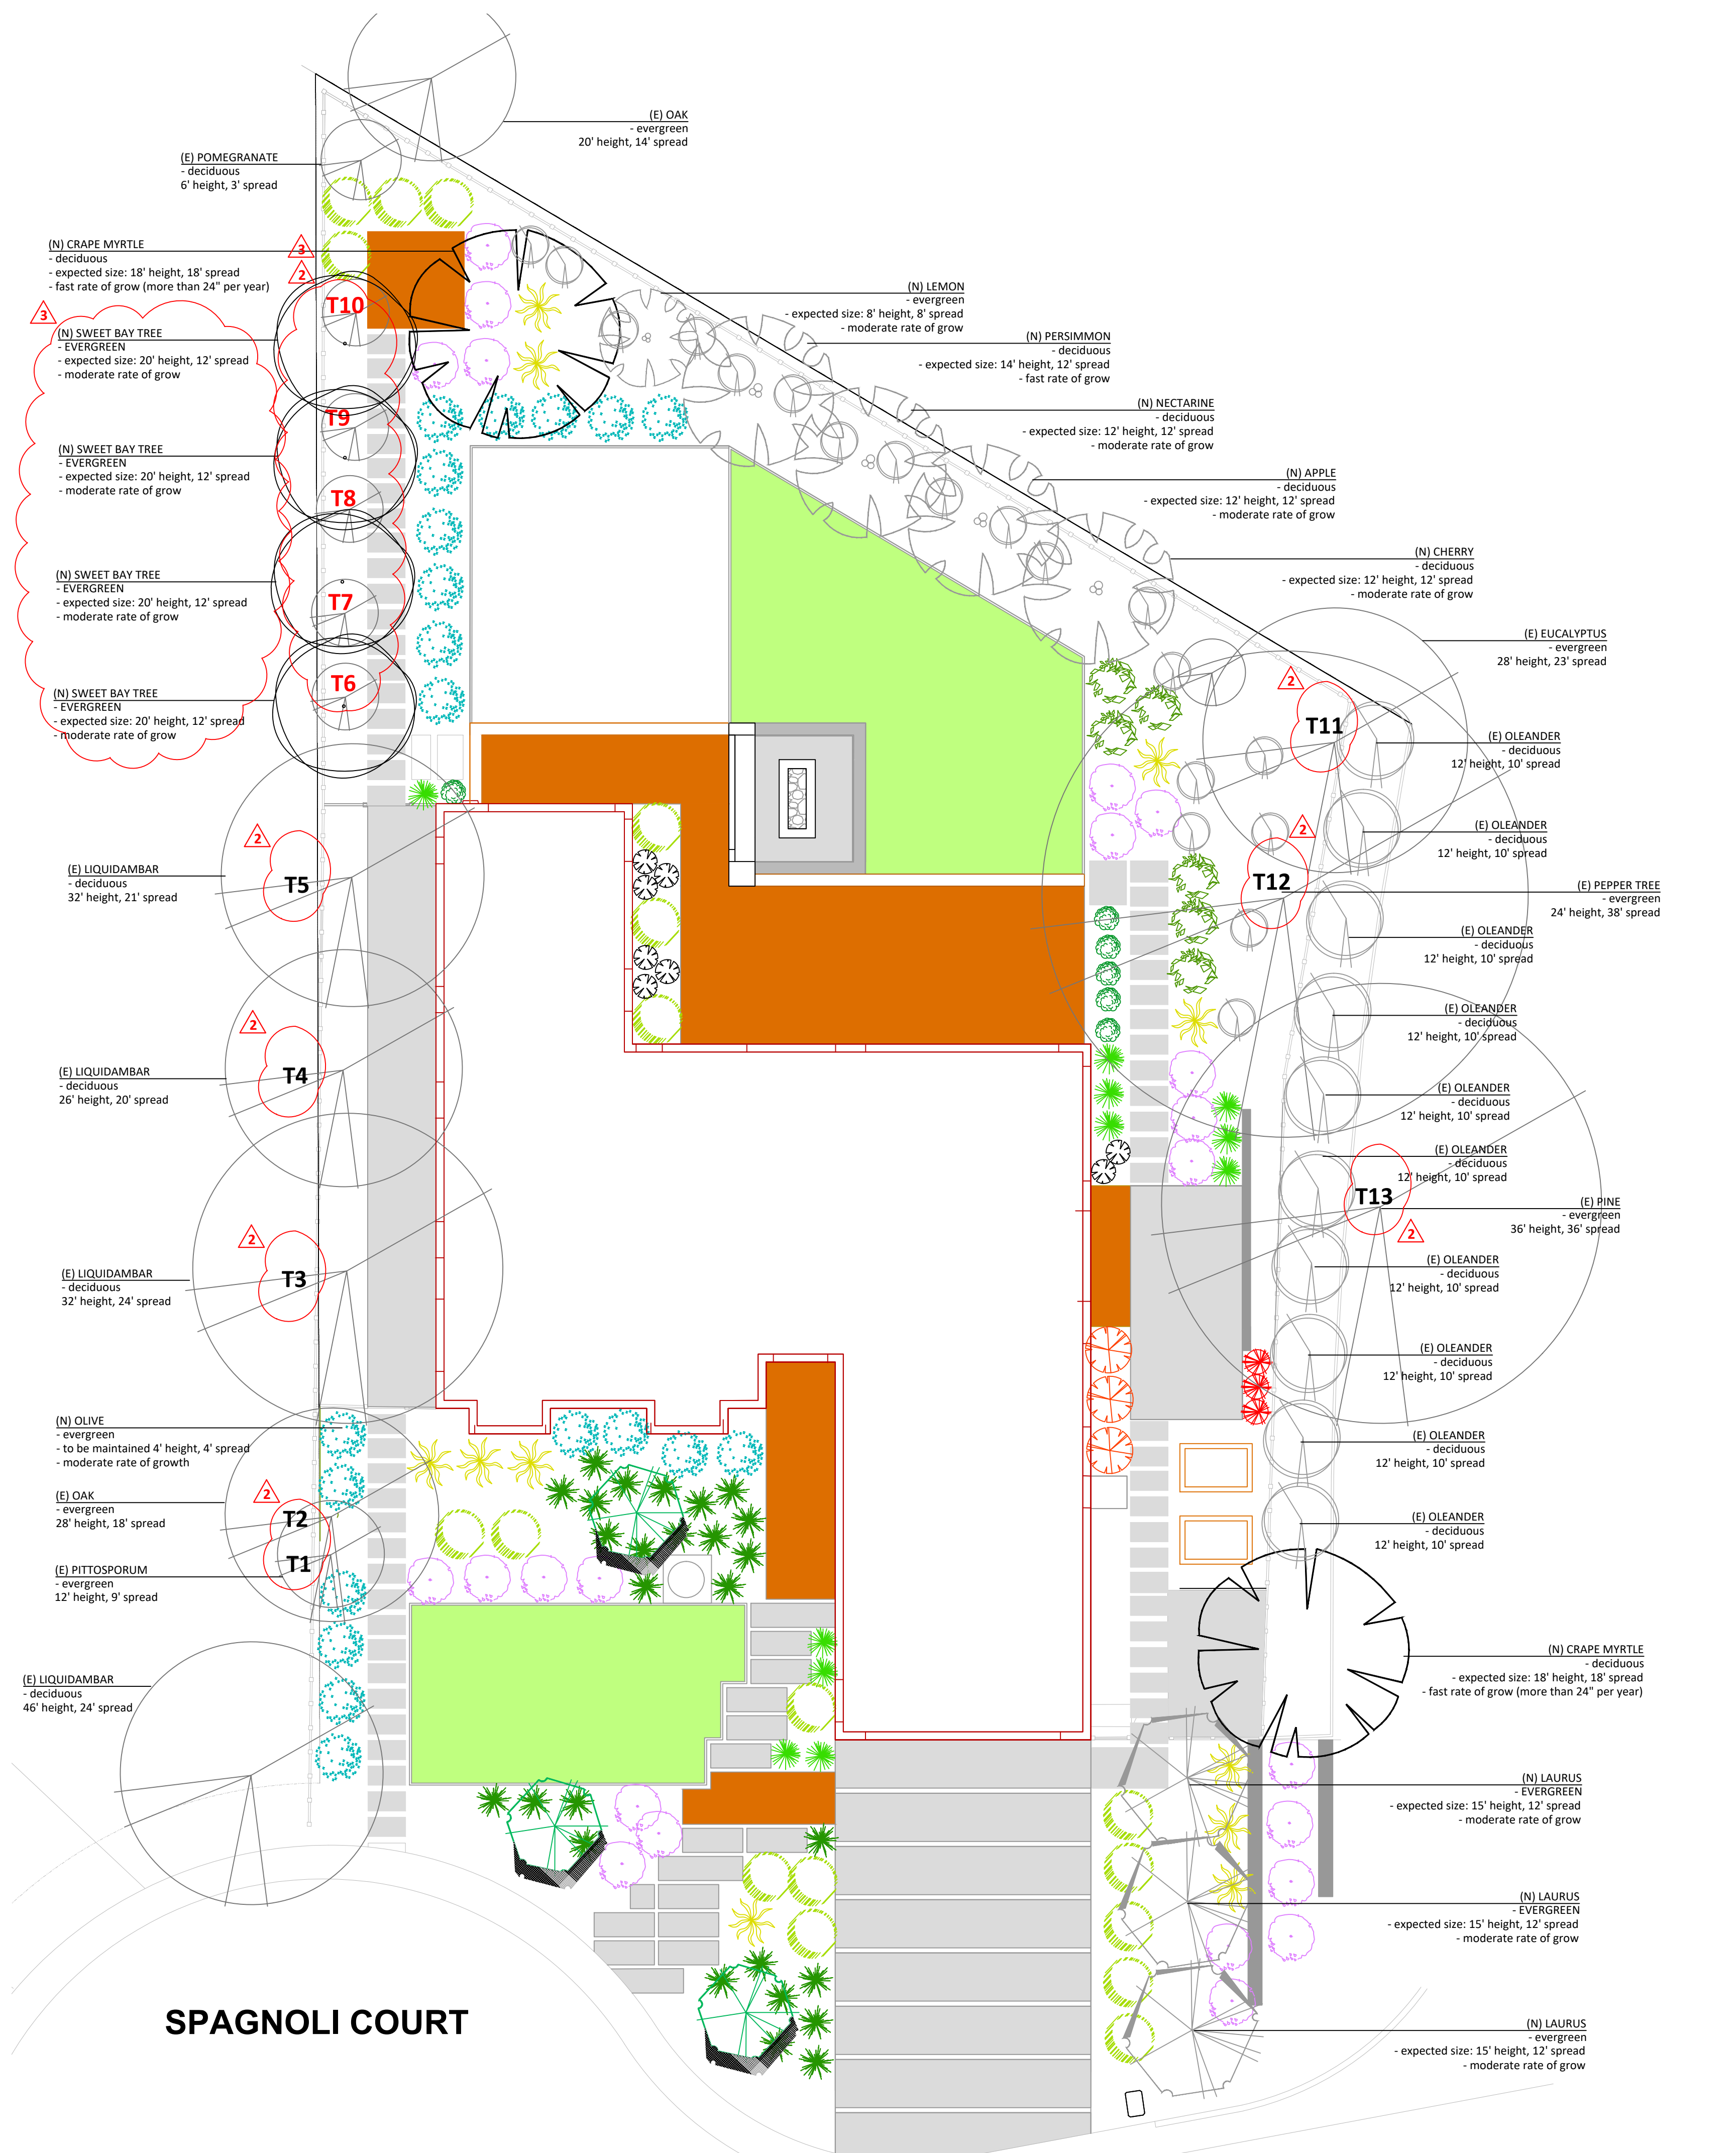 (E) OAK
- evergreen
20' height, 14' spread
(E) POMEGRANATE
- deciduous
6' height, 3' spread
(N) CRAPE MYRTLE
- deciduous
- expected size: 18' height, 18' spread
- fast rate of grow (more than 24" per year)
3
2
T10
3
(N) SWEET BAY TREE
- EVERGREEN
- expected size: 20' height, 12' spread
- moderate rate of grow
(N) LEMON
- evergreen
- expected size: 8' height, 8' spread
- moderate rate of grow
(N) PERSIMMON
- deciduous
- expected size: 14' height, 12' spread
- fast rate of grow
T9
(N) NECTARINE
- deciduous
- expected size: 12' height, 12' spread
- moderate rate of grow
(N) SWEET BAY TREE
- EVERGREEN
- expected size: 20' height, 12' spread
- moderate rate of grow
T8
(N) APPLE
- deciduous
- expected size: 12' height, 12' spread
- moderate rate of grow
(N) SWEET BAY TREE
- EVERGREEN
- expected size: 20' height, 12' spread
- moderate rate of grow
T7
(N) CHERRY
- deciduous
- expected size: 12' height, 12' spread
- moderate rate of grow
(E) EUCALYPTUS
- evergreen
28' height, 23' spread
T6
(N) SWEET BAY TREE
- EVERGREEN
- expected size: 20' height, 12' spread
- moderate rate of grow
2
T11
(E) OLEANDER
- deciduous
12' height, 10' spread
2
T5
(E) LIQUIDAMBAR
- deciduous
32' height, 21' spread
2
T12
(E) OLEANDER
- deciduous
12' height, 10' spread
(E) PEPPER TREE
- evergreen
24' height, 38' spread
(E) OLEANDER
- deciduous
12' height, 10' spread
2
T4
(E) LIQUIDAMBAR
- deciduous
26' height, 20' spread
(E) OLEANDER
- deciduous
12' height, 10' spread
(E) OLEANDER
- deciduous
12' height, 10' spread
(E) OLEANDER
- deciduous
12' height, 10' spread
T13
2
(E) PINE
- evergreen
36' height, 36' spread
2
T3
(E) LIQUIDAMBAR
- deciduous
32' height, 24' spread
(E) OLEANDER
- deciduous
12' height, 10' spread
(E) OLEANDER
- deciduous
12' height, 10' spread
(N) OLIVE
- evergreen
- to be maintained 4' height, 4' spread
- moderate rate of growth
(E) OLEANDER
- deciduous
12' height, 10' spread
(E) OAK
- evergreen
28' height, 18' spread
2
T2
T1
(E) OLEANDER
- deciduous
12' height, 10' spread
(E) PITTOSPORUM
- evergreen
12' height, 9' spread
(N) CRAPE MYRTLE
- deciduous
- expected size: 18' height, 18' spread
- fast rate of grow (more than 24" per year)
(E) LIQUIDAMBAR
- deciduous
46' height, 24' spread
(N) LAURUS
- EVERGREEN
- expected size: 15' height, 12' spread
- moderate rate of grow
(N) LAURUS
- EVERGREEN
- expected size: 15' height, 12' spread
- moderate rate of grow
SPAGNOLI COURT
(N) LAURUS
- evergreen
- expected size: 15' height, 12' spread
- moderate rate of grow